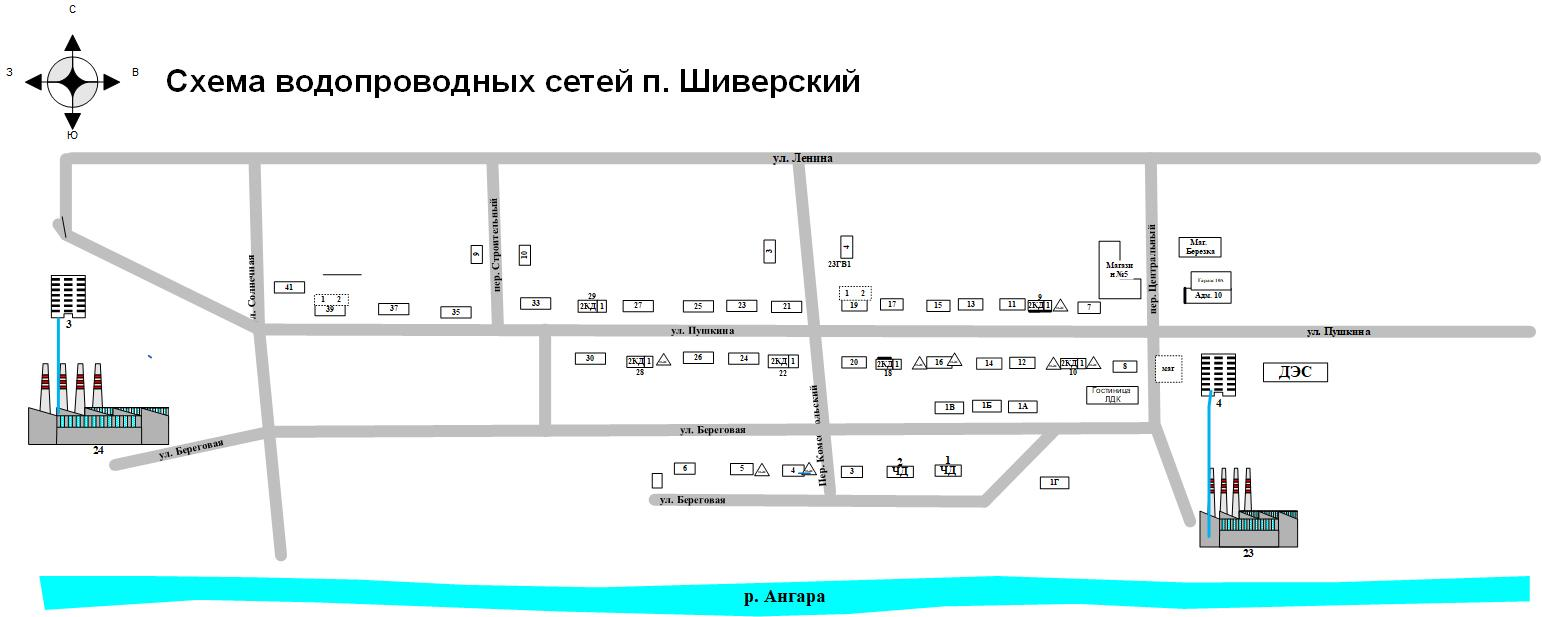 С
З
В
Ю
Схема водопроводных сетей п. Шиверский
ул. Ленина
л. Солнечная
пер. Строительный
9
10
3
4
23ГВ1
Магази
н №5
пер. Центральный
Маг.
Березка
Адм. 10
41
1 2
39
37
35
33
29
2КД 1
27
25
23
21
1 2
19
17
15
13
11
9
2КД 1
7
ул. Пушкина
ул. Пушкина
3
30
2КД 1
28
26
24
2КД 1
22
20
2КД 1
18
16
14
12
2КД 1
10
8
маг
4
ДЭС
Гостиница
ЛДК
1В
1Б
1А
24
ул. Береговая
ул. Береговая
6
5
4
3
2
ЧД
1
ЧД
1Г
ул. Береговая
23
р. Ангара